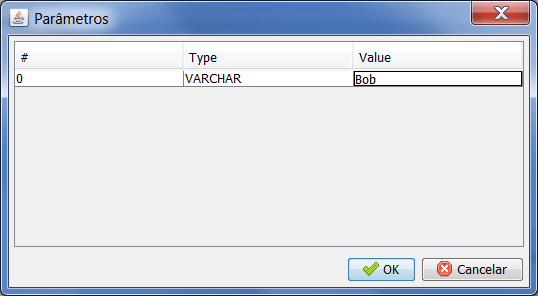 Parâmetros
# Type Value
0 VARCHAR Bob
OK Cancelar